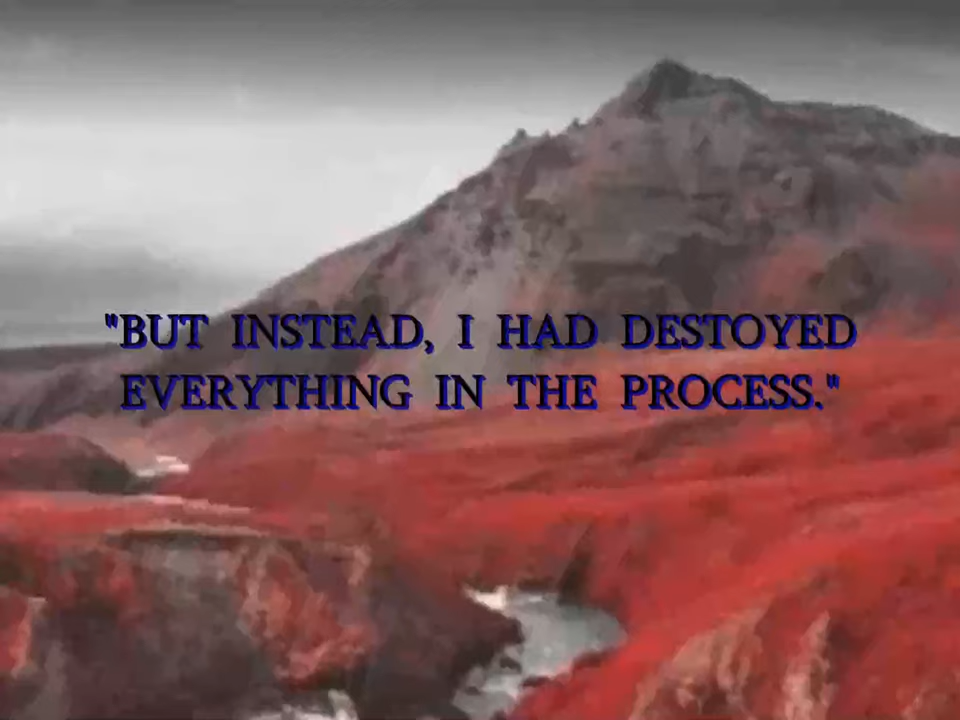 "BUT INSTEAD, I HAD DESTOYED
EVERYTHING IN THE PROCESS."